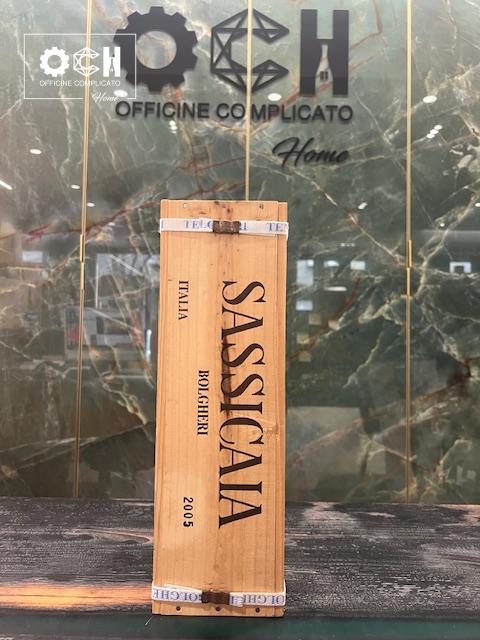 OCH
OFFICINE COMPLICATO
Home
OCH
OFFICINE COMPLICATO
Home
SASSICAIA
BOLGHERI
ITALIA
2005